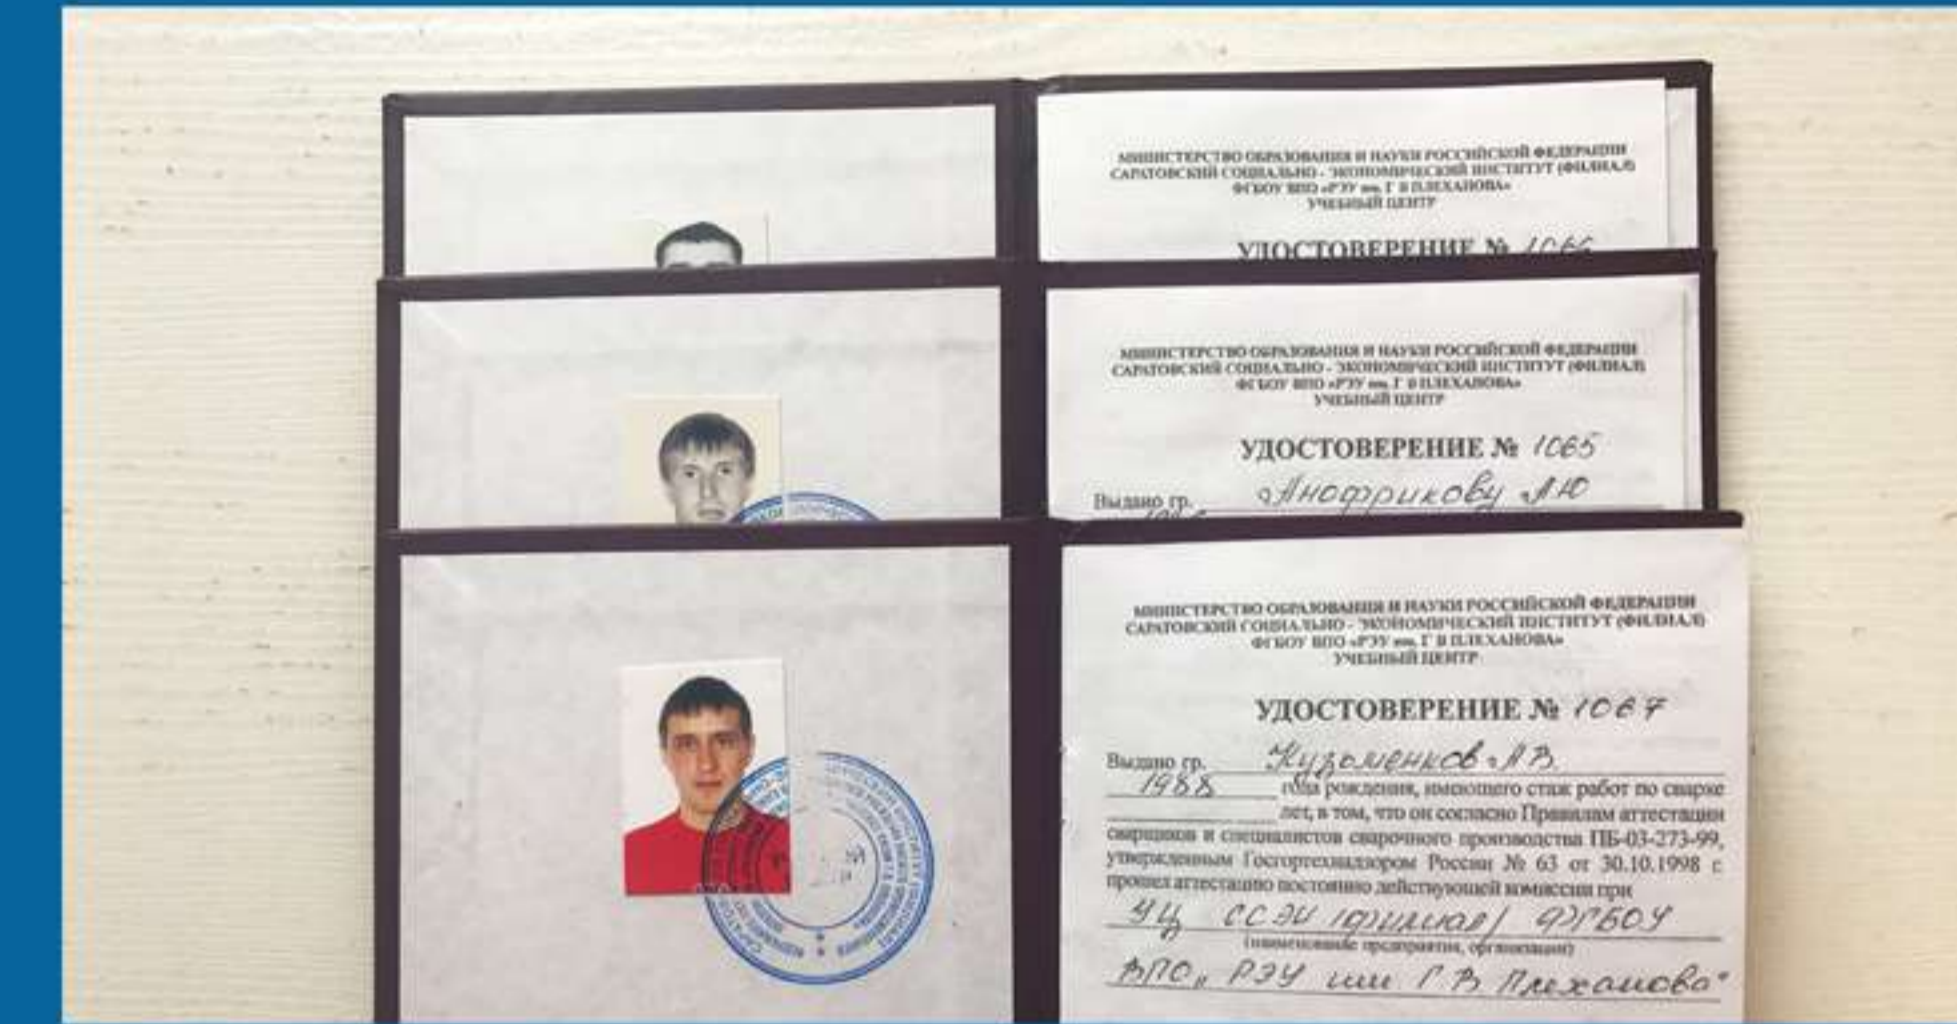 МИНИСТЕРСТВО ОБРАЗОВАНИЯ И НАУКИ РОССИЙСКОЙ ФЕДЕРАЦИИ
САРАТОВСКИЙ СОЦИАЛЬНО - ЭКОНОМИЧЕСКИЙ ИНСТИТУТ (ФИЛИАЛ)
ФГБОУ ВПО «РЭУ им. Г В ПЛЕХАНОВА»
УЧЕБНЫЙ ЦЕНТР
УДОСТОВЕРЕНИЕ № 1066
МИНИСТЕРСТВО ОБРАЗОВАНИЯ И НАУКИ РОССИЙСКОЙ ФЕДЕРАЦИИ
САРАТОВСКИЙ СОЦИАЛЬНО - ЭКОНОМИЧЕСКИЙ ИНСТИТУТ (ФИЛИАЛ)
ФГБОУ ВПО «РЭУ им. Г В ПЛЕХАНОВА»
УЧЕБНЫЙ ЦЕНТР
УДОСТОВЕРЕНИЕ № 1065
Выдано гр. Анофрикову А Ю
МИНИСТЕРСТВО ОБРАЗОВАНИЯ И НАУКИ РОССИЙСКОЙ ФЕДЕРАЦИИ
САРАТОВСКИЙ СОЦИАЛЬНО - ЭКОНОМИЧЕСКИЙ ИНСТИТУТ (ФИЛИАЛ)
ФГБОУ ВПО «РЭУ им. Г В ПЛЕХАНОВА»
УЧЕБНЫЙ ЦЕНТР
УДОСТОВЕРЕНИЕ № 1067
Выдано гр. Кузоменков А В.
1988 года рождения, имеющего стаж работ по сварке
лет, в том, что он согласно Правилам аттестации
сварщиков и специалистов сварочного производства ПБ-03-273-99,
утвержденным Госгортехнадзором России № 63 от 30.10.1998 г.
прошел аттестацию постоянно действующей комиссии при
УЦ ССЭИ (филиал) ФГБОУ
(наименование предприятия, организации)
ВПО „РЭУ им Г В Плеханова"